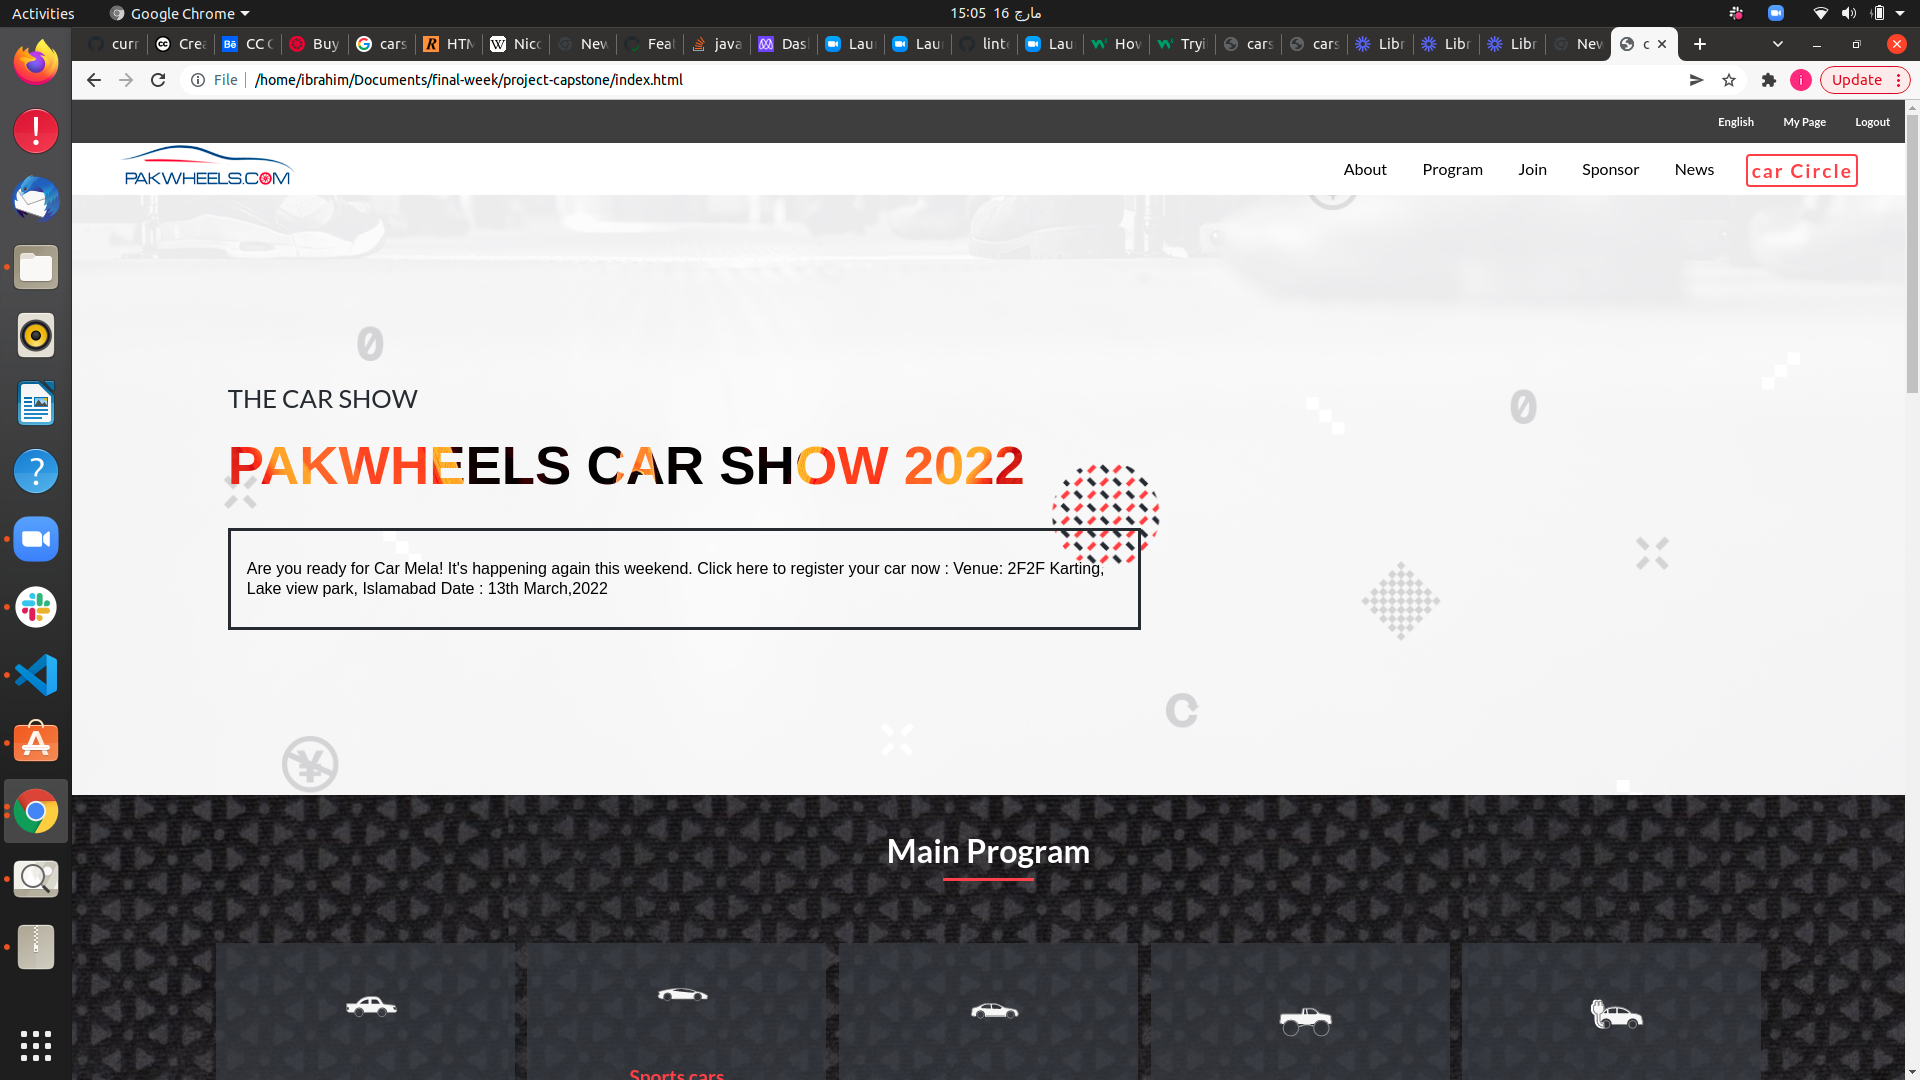 Activities
Google Chrome
15:05 16 مارچ
curr
Crea
CC C
Buy
cars
HTM
Nicc
New
Feat
java
Dasl
Laur
Laur
linte
Laur
How
Tryi
cars
cars
Libr
Libr
Libr
New
c
File
/home/ibrahim/Documents/final-week/project-capstone/index.html
i
Update
English
My Page
Logout
PAKWHEELS.COM
About
Program
Join
Sponsor
News
car Circle
THE CAR SHOW
PAKWHEELS CAR SHOW 2022
Are you ready for Car Mela! It's happening again this weekend. Click here to register your car now : Venue: 2F2F Karting,
Lake view park, Islamabad Date : 13th March,2022
Main Program
Sports cars